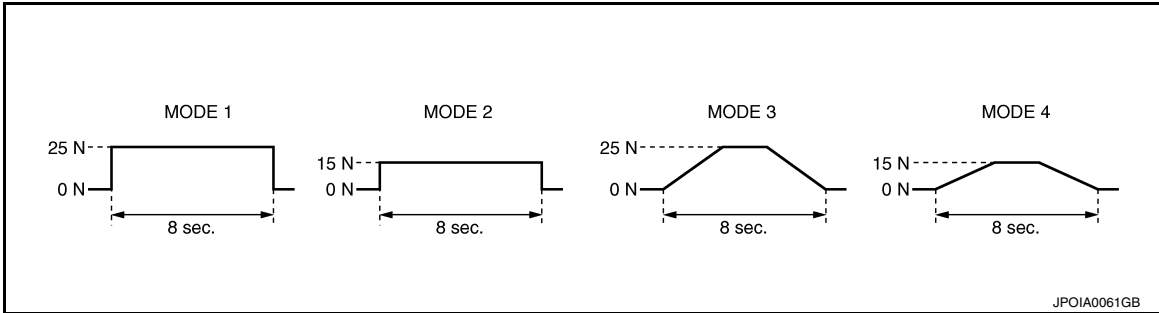 MODE 1
MODE 2
MODE 3
MODE 4
25 N
0 N
8 sec.
15 N
0 N
8 sec.
25 N
0 N
8 sec.
15 N
0 N
8 sec.
JPOIA0061GB